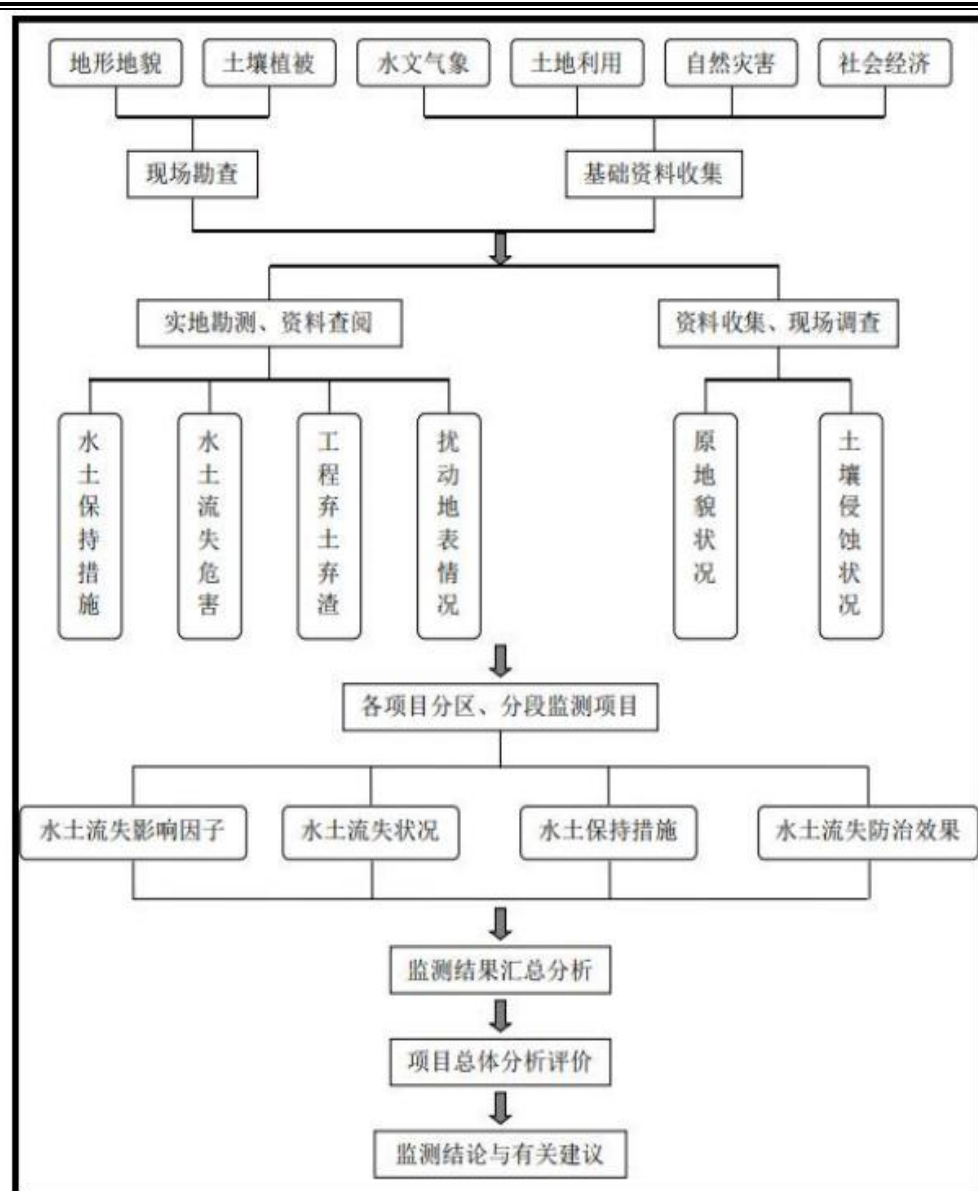 地形地貌
土壤植被
水文气象
土地利用
自然灾害
社会经济
现场勘查
基础资料收集
实地勘测、资料查阅
资料收集、现场调查
水土保持措施
水土流失危害
工程弃土弃渣
扰动地表情况
原地貌状况
土壤侵蚀状况
各项目分区、分段监测项目
水土流失影响因子
水土流失状况
水土保持措施
水土流失防治效果
监测结果汇总分析
项目总体分析评价
监测结论与有关建议